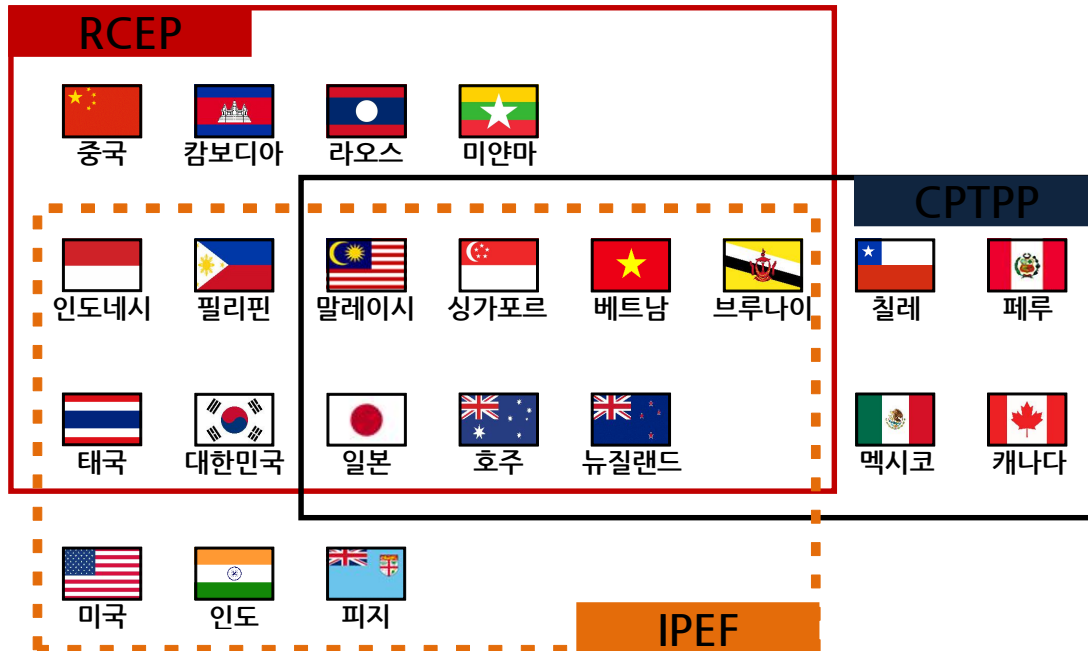 RCEP
중국 캄보디아 라오스 미얀마
CPTPP
인도네시 필리핀 말레이시 싱가포르 베트남 브루나이 칠레 페루
태국 대한민국 일본 호주 뉴질랜드 멕시코 캐나다
미국 인도 피지
IPEF